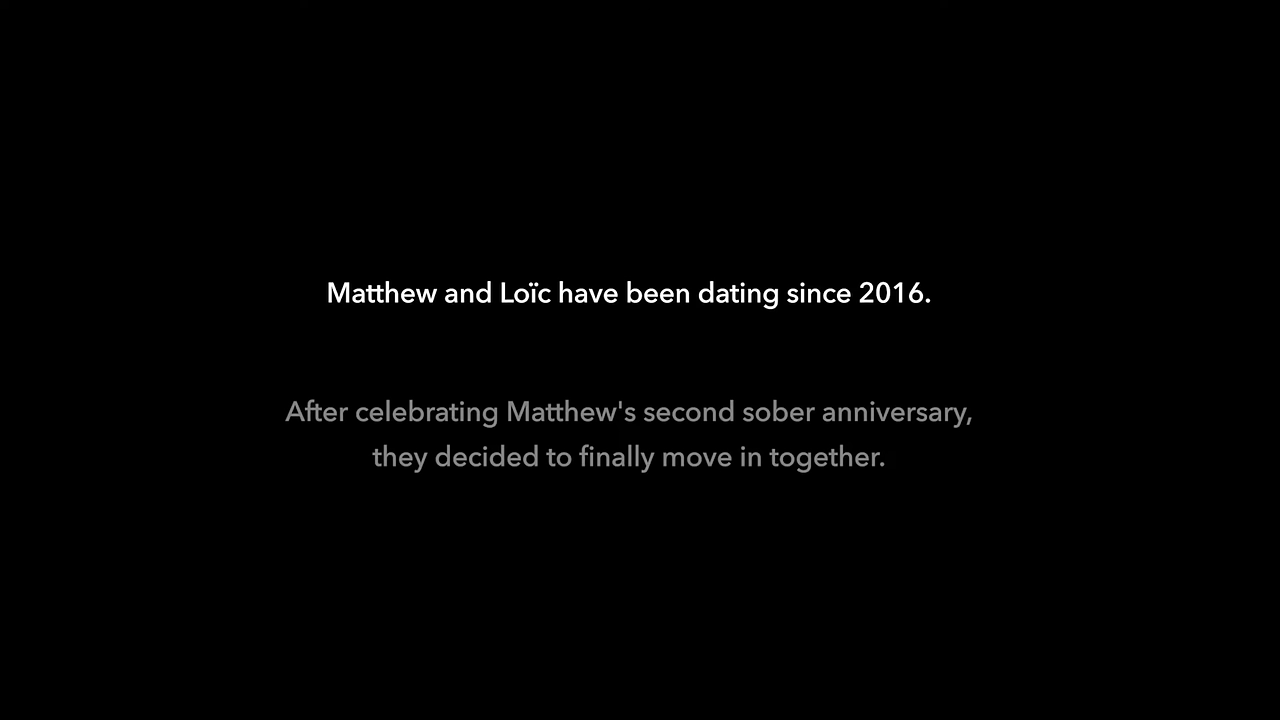 Matthew and Loïc have been dating since 2016.
After celebrating Matthew's second sober anniversary,
they decided to finally move in together.